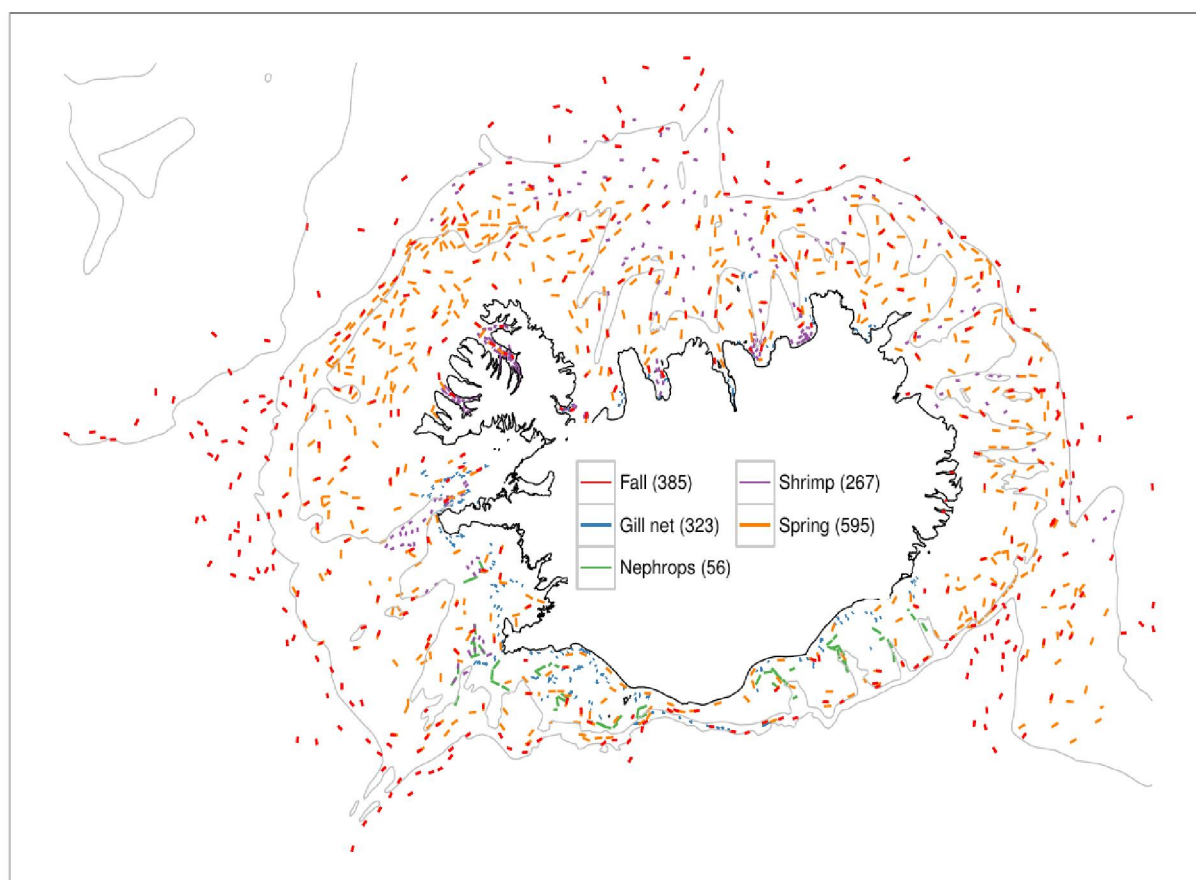 Fall (385)
Shrimp (267)
Gill net (323)
Spring (595)
Nephrops (56)